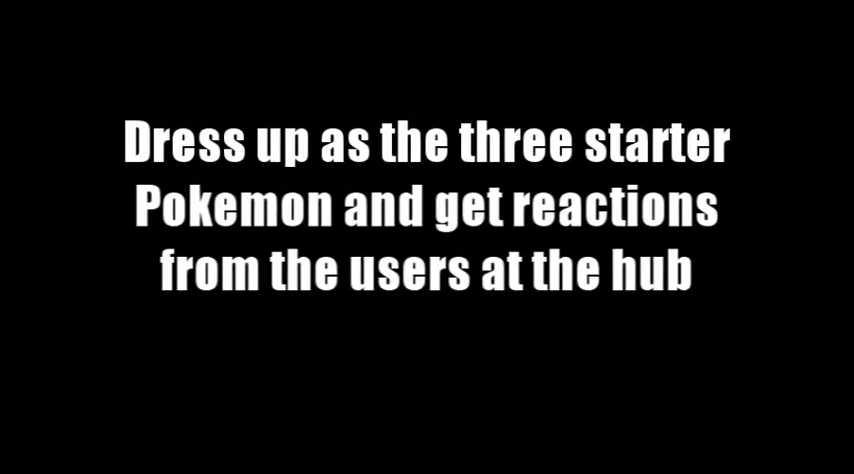 Dress up as the three starter
Pokemon and get reactions
from the users at the hub